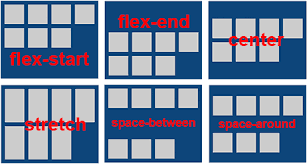 flex-start
flex-end
center
stretch
space-between
space-around